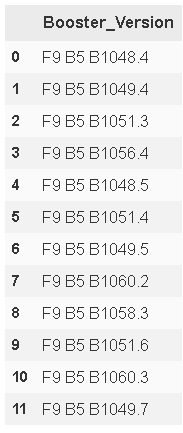 Booster_Version
0 F9 B5 B1048.4
1 F9 B5 B1049.4
2 F9 B5 B1051.3
3 F9 B5 B1056.4
4 F9 B5 B1048.5
5 F9 B5 B1051.4
6 F9 B5 B1049.5
7 F9 B5 B1060.2
8 F9 B5 B1058.3
9 F9 B5 B1051.6
10 F9 B5 B1060.3
11 F9 B5 B1049.7